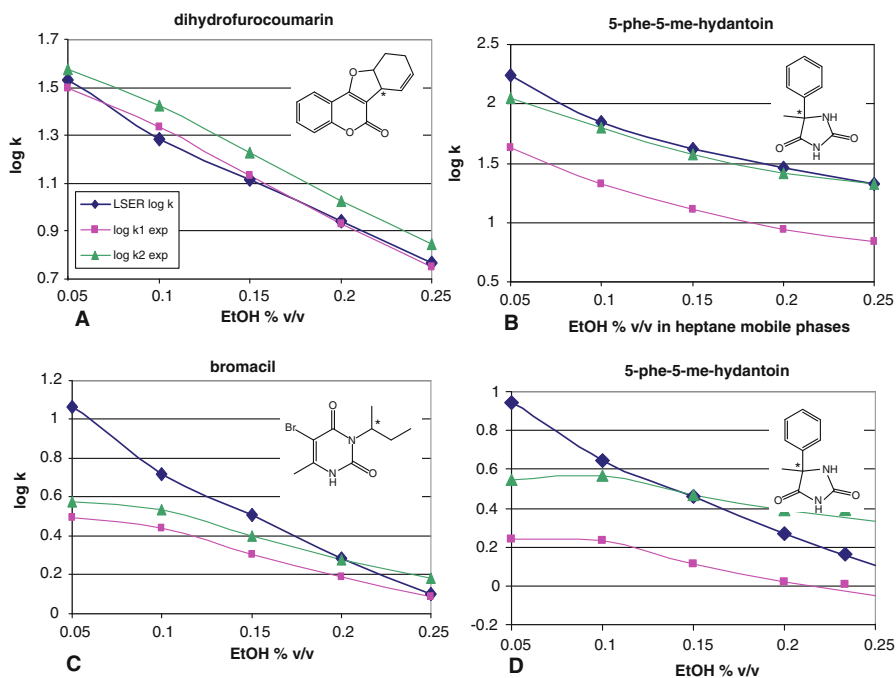 dihydrofurocoumarin
1.7
1.5
1.3
1.1
0.9
0.7
log k
O
O
O
*
LSER log k
log k1 exp
log k2 exp
0.05
0.1
0.15
0.2
0.25
A
EtOH % v/v
5-phe-5-me-hydantoin
2.5
2
1.5
1
0.5
log k
*
NH
O
O
N
H
0.05
0.1
0.15
0.2
0.25
B
EtOH % v/v in heptane mobile phases
bromacil
1.2
1
0.8
0.6
0.4
0.2
0
log k
O
Br
*
N
N
H
O
0.05
0.1
0.15
0.2
0.25
C
EtOH % v/v
5-phe-5-me-hydantoin
1
0.8
0.6
0.4
0.2
0
-0.2
*
NH
O
O
NH
0.05
0.1
0.15
0.2
0.25
D
EtOH % v/v